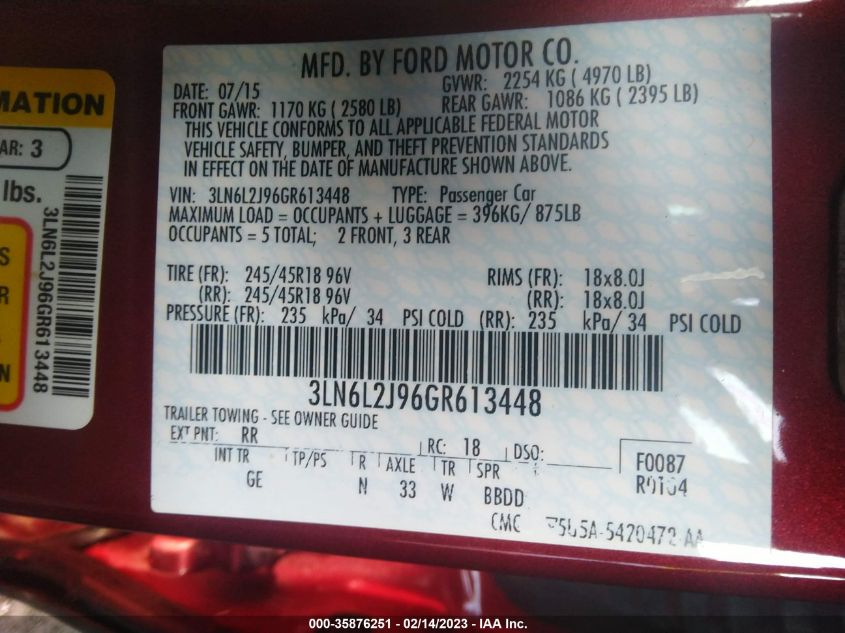 MFD. BY FORD MOTOR CO.
DATE: 07/15
GVWR: 2254 KG ( 4970 LB)
FRONT GAWR: 1170 KG ( 2580 LB)
REAR GAWR: 1086 KG ( 2395 LB)
THIS VEHICLE CONFORMS TO ALL APPLICABLE FEDERAL MOTOR
VEHICLE SAFETY, BUMPER, AND THEFT PREVENTION STANDARDS
IN EFFECT ON THE DATE OF MANUFACTURE SHOWN ABOVE.
VIN: 3LN6L2J96GR613448 TYPE: Passenger Car
MAXIMUM LOAD = OCCUPANTS + LUGGAGE = 396KG/ 875LB
OCCUPANTS = 5 TOTAL; 2 FRONT, 3 REAR
TIRE (FR): 245/45R18 96V RIMS (FR): 18x8.0J
(RR): 245/45R18 96V (RR): 18x8.0J
PRESSURE (FR): 235 kPa/ 34 PSI COLD (RR): 235 kPa/ 34 PSI COLD
3LN6L2J96GR613448
TRAILER TOWING - SEE OWNER GUIDE
EXT PNT: RR RC: 18 DSO:
INT TR TP/PS R AXLE TR SPR
GE N 33 W BBDD
F0087
CMC
MATION
AR: 3
lbs.
3LN6L2J96GR613448
S
R
N
000-35876251 - 02/14/2023 - IAA Inc.